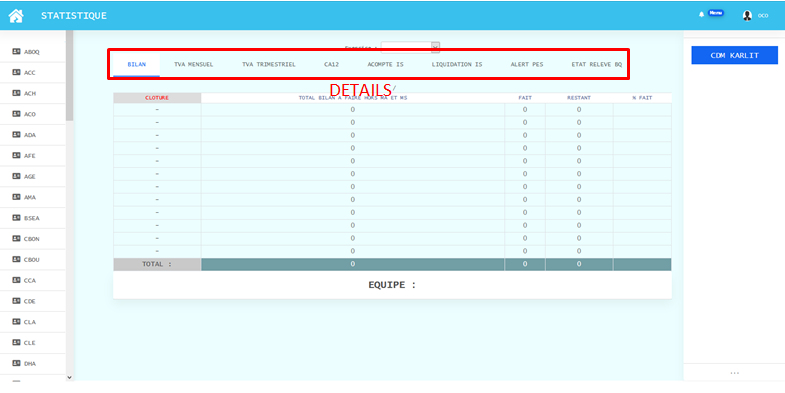 STATISTIQUE
Menu
OCO
BILAN
TVA MENSUEL
TVA TRIMESTRIEL
CA12
ACOMPTE IS
LIQUIDATION IS
ALERT PES
ETAT RELEVE BQ
DETAILS
CDM KARLIT
ABOQ
ACC
ACH
ACO
ADA
AFE
AGE
AMA
BSEA
CBON
CBOU
CCA
CDE
CLA
CLE
DHA
CLOTURE TOTAL BILAN A FAIRE HORS MA ET MS FAIT RESTANT % FAIT
- 0 0 0
- 0 0 0
- 0 0 0
- 0 0 0
- 0 0 0
- 0 0 0
- 0 0 0
- 0 0 0
- 0 0 0
- 0 0 0
- 0 0 0
- 0 0 0
TOTAL : 0 0 0
EQUIPE :
...